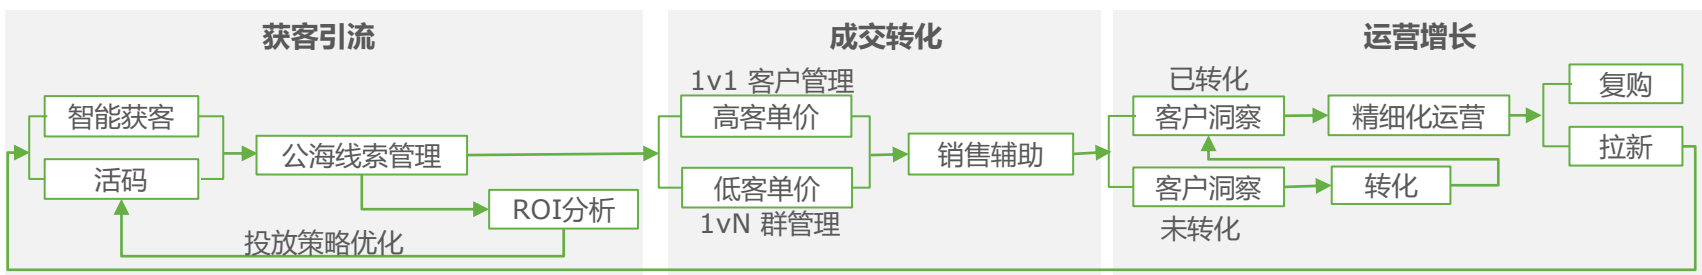 获客引流
智能获客
活码
公海线索管理
ROI分析
投放策略优化
成交转化
1v1 客户管理
高客单价
低客单价
1vN 群管理
销售辅助
运营增长
已转化
客户洞察
精细化运营
复购
拉新
客户洞察
转化
未转化